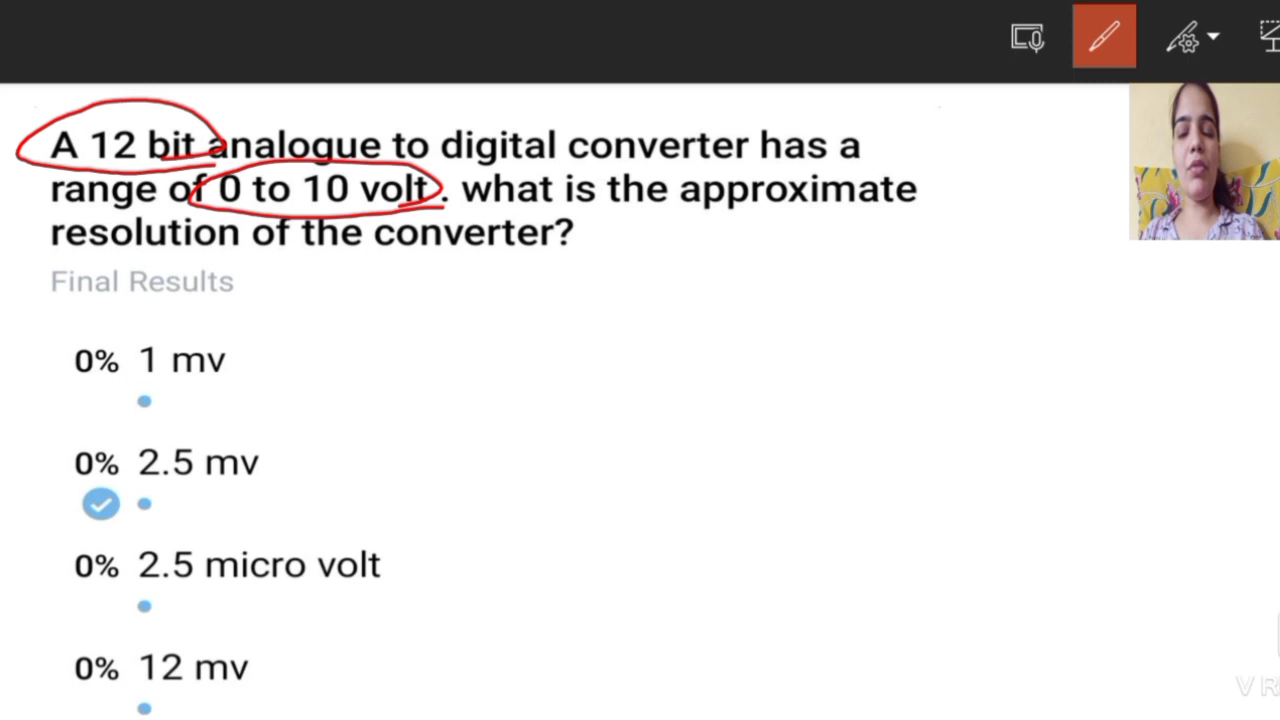 A 12 bit analogue to digital converter has a
range of 0 to 10 volt . what is the approximate
resolution of the converter?
Final Results
0% 1 mv
0% 2.5 mv
0% 2.5 micro volt
0% 12 mv